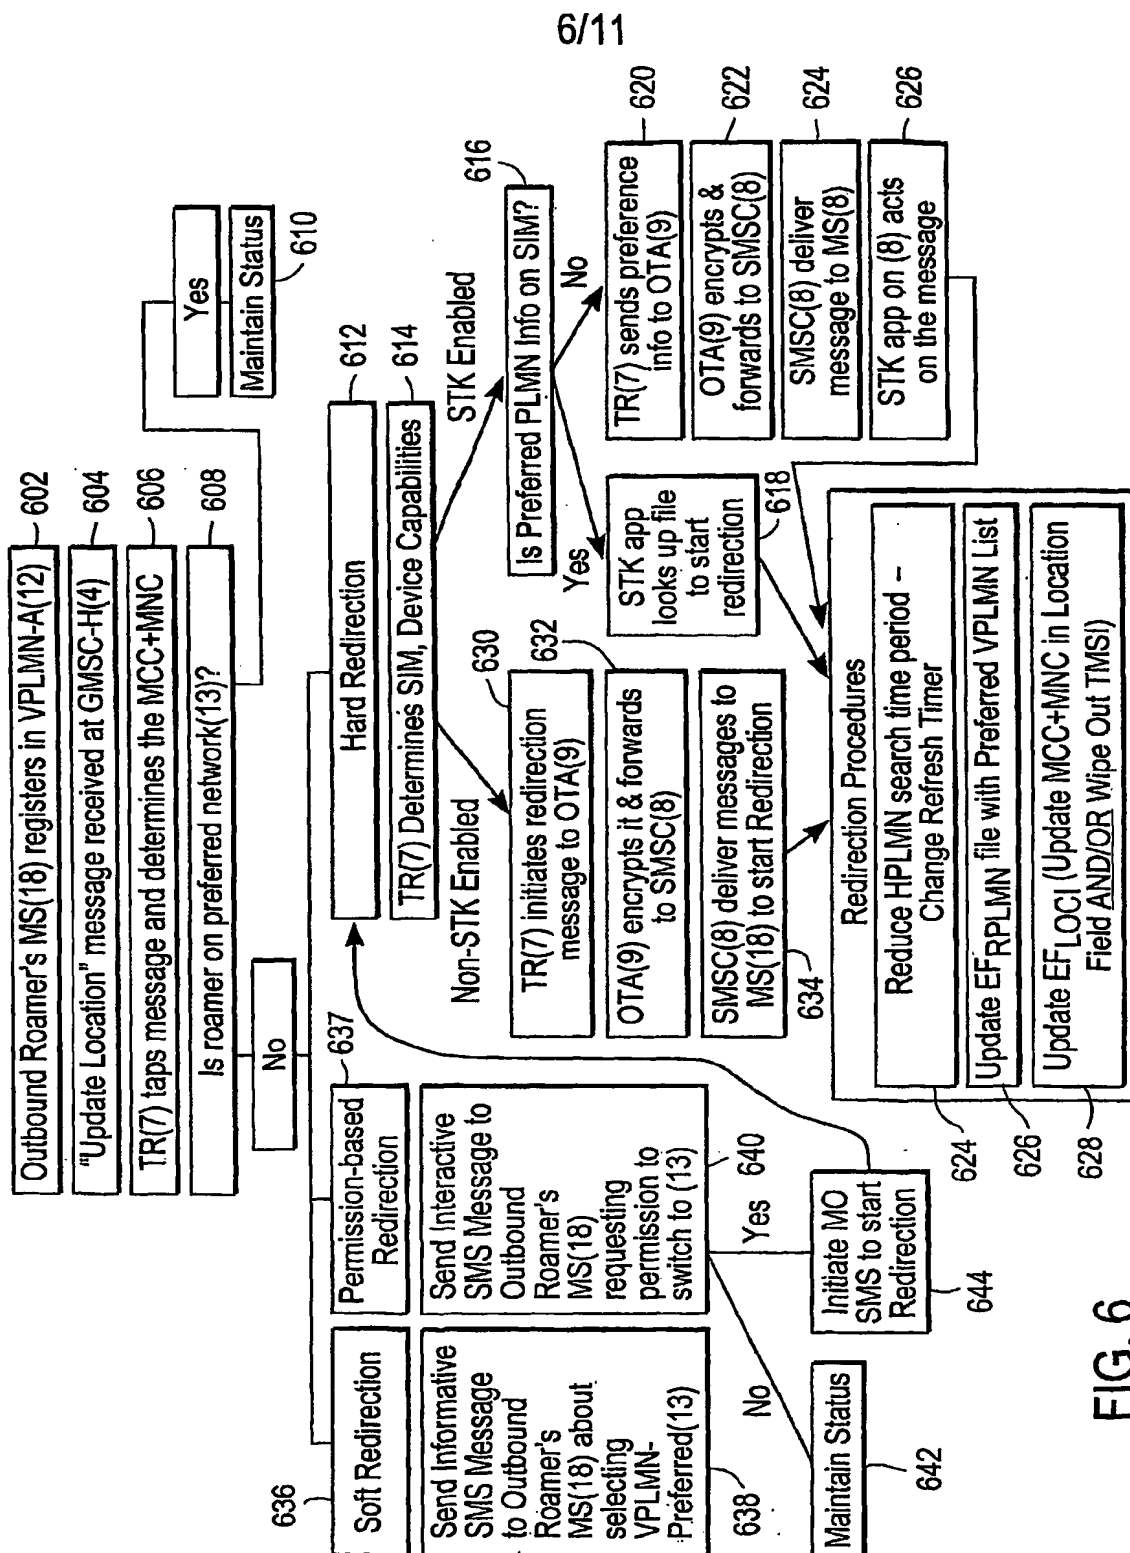 6/11
Outbound Roamer's MS(18) registers in VPLMN-A(12)
602
"Update Location" message received at GMSC-H(4)
604
TR(7) taps message and determines the MCC+MNC
606
Is roamer on preferred network(13)?
608
Yes
Maintain Status
610
No
Soft Redirection
636
Send Informative
SMS Message
to Outbound
Roamer's
MS(18) about
selecting
VPLMN-
Preferred(13)
638
Permission-based
Redirection
637
Send Interactive
SMS Message to
Outbound
Roamer's
MS(18)
requesting
permission to
switch to (13)
640
No
Maintain Status
642
Yes
Initiate MO
SMS to start
Redirection
644
Hard Redirection
612
TR(7) Determines SIM, Device Capabilities
614
Non-STK Enabled
TR(7) initiates redirection
message to OTA(9)
630
OTA(9) encrypts it & forwards
to SMSC(8)
632
SMSC(8) deliver messages to
MS(18) to start Redirection
634
STK Enabled
Is Preferred PLMN Info on SIM?
616
Yes
STK app
looks up file
to start
redirection
618
No
TR(7) sends preference
info to OTA(9)
620
OTA(9) encrypts &
forwards to SMSC(8)
622
SMSC(8) deliver
message to MS(8)
624
STK app on (8) acts
on the message
626
Redirection Procedures
Reduce HPLMN search time period –
Change Refresh Timer
624
Update EFRPLMN file with Preferred VPLMN List
626
Update EFLOCI (Update MCC+MNC in Location
Field AND/OR Wipe Out TMSI)
628
FIG. 6